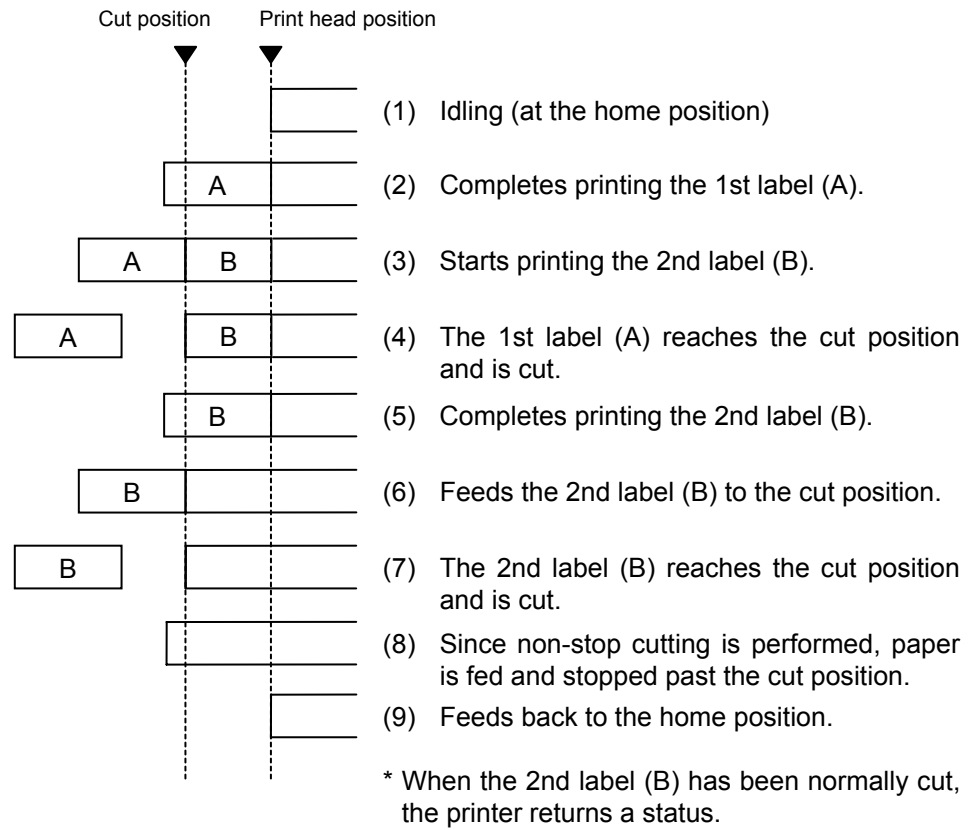 Cut position Print head position
(1) Idling (at the home position)
A (2) Completes printing the 1st label (A).
A B (3) Starts printing the 2nd label (B).
A B (4) The 1st label (A) reaches the cut position
and is cut.
B (5) Completes printing the 2nd label (B).
B (6) Feeds the 2nd label (B) to the cut position.
B (7) The 2nd label (B) reaches the cut position
and is cut.
(8) Since non-stop cutting is performed, paper
is fed and stopped past the cut position.
(9) Feeds back to the home position.
* When the 2nd label (B) has been normally cut,
the printer returns a status.